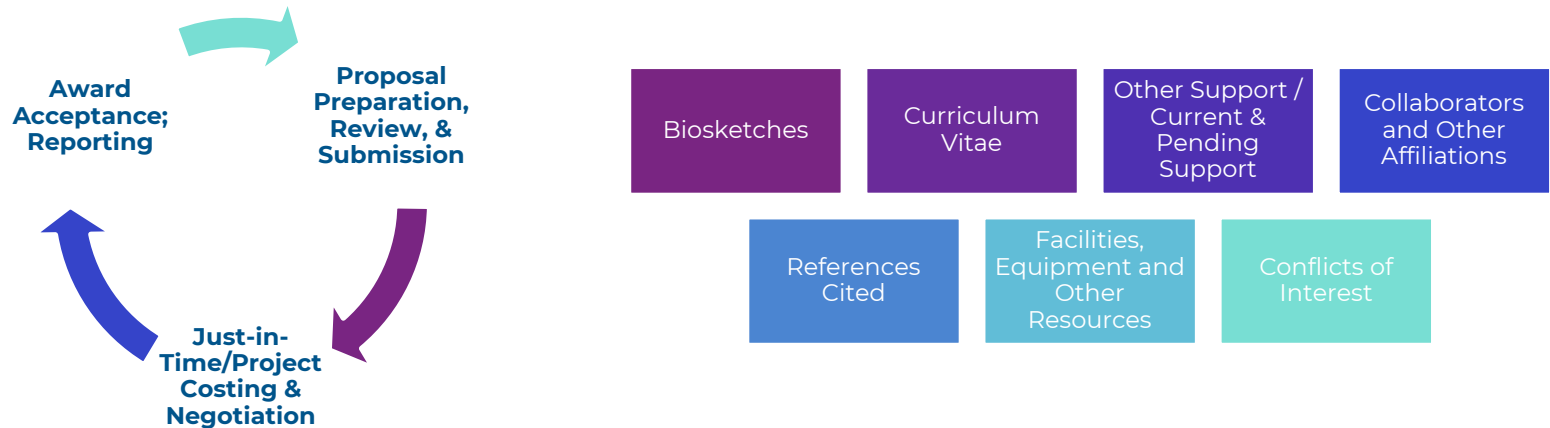 Award
Acceptance;
Reporting
Proposal
Preparation,
Review, &
Submission
Just-in-
Time/Project
Costing &
Negotiation
Biosketches
Curriculum
Vitae
Other Support /
Current &
Pending
Support
Collaborators
and Other
Affiliations
References
Cited
Facilities,
Equipment and
Other
Resources
Conflicts of
Interest